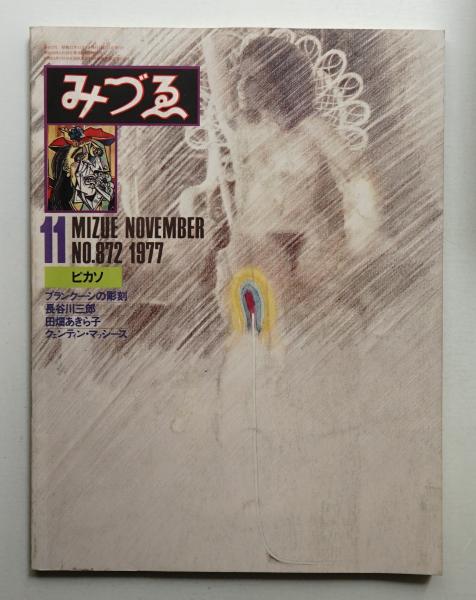 みづゑ
11 MIZUE NOVEMBER
NO.872 1977
ピカソ
ブランクーシの彫刻
長谷川三郎
田畑あきら子
クェンティン・マッシース